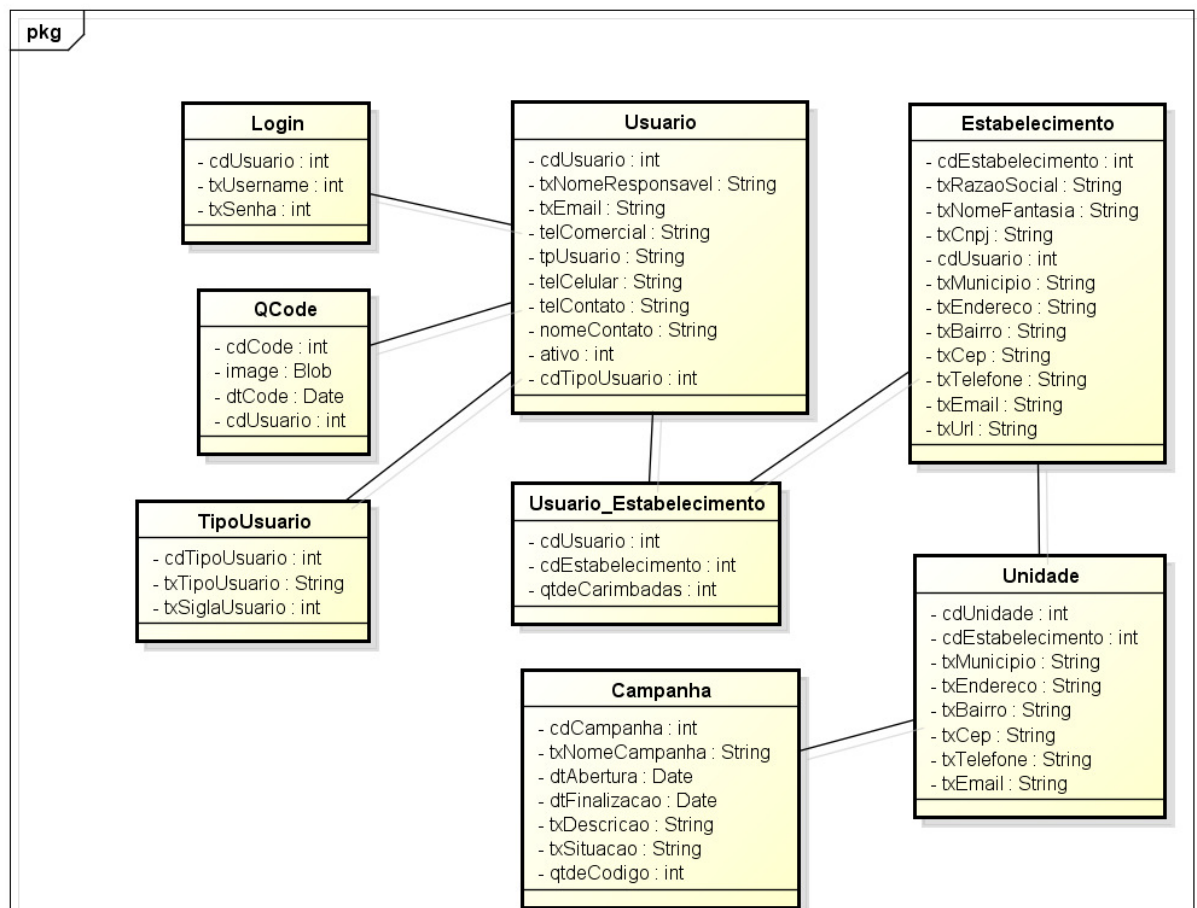 pkg
Login
- cdUsuario : int
- txUsername : int
- txSenha : int
Usuario
- cdUsuario : int
- txNomeResponsavel : String
- txEmail : String
- telComercial : String
- tpUsuario : String
- telCelular : String
- telContato : String
- nomeContato : String
- ativo : int
- cdTipoUsuario : int
Estabelecimento
- cdEstabelecimento : int
- txRazaoSocial : String
- txNomeFantasia : String
- txCnpj : String
- cdUsuario : int
- txMunicipio : String
- txEndereco : String
- txBairro : String
- txCep : String
- txTelefone : String
- txEmail : String
- txUrl : String
QCode
- cdCode : int
- image : Blob
- dtCode : Date
- cdUsuario : int
TipoUsuario
- cdTipoUsuario : int
- txTipoUsuario : String
- txSiglaUsuario : int
Usuario_Estabelecimento
- cdUsuario : int
- cdEstabelecimento : int
- qtdeCarimbadas : int
Unidade
- cdUnidade : int
- cdEstabelecimento : int
- txMunicipio : String
- txEndereco : String
- txBairro : String
- txCep : String
- txTelefone : String
- txEmail : String
Campanha
- cdCampanha : int
- txNomeCampanha : String
- dtAbertura : Date
- dtFinalizacao : Date
- txDescricao : String
- txSituacao : String
- qtdeCodigo : int